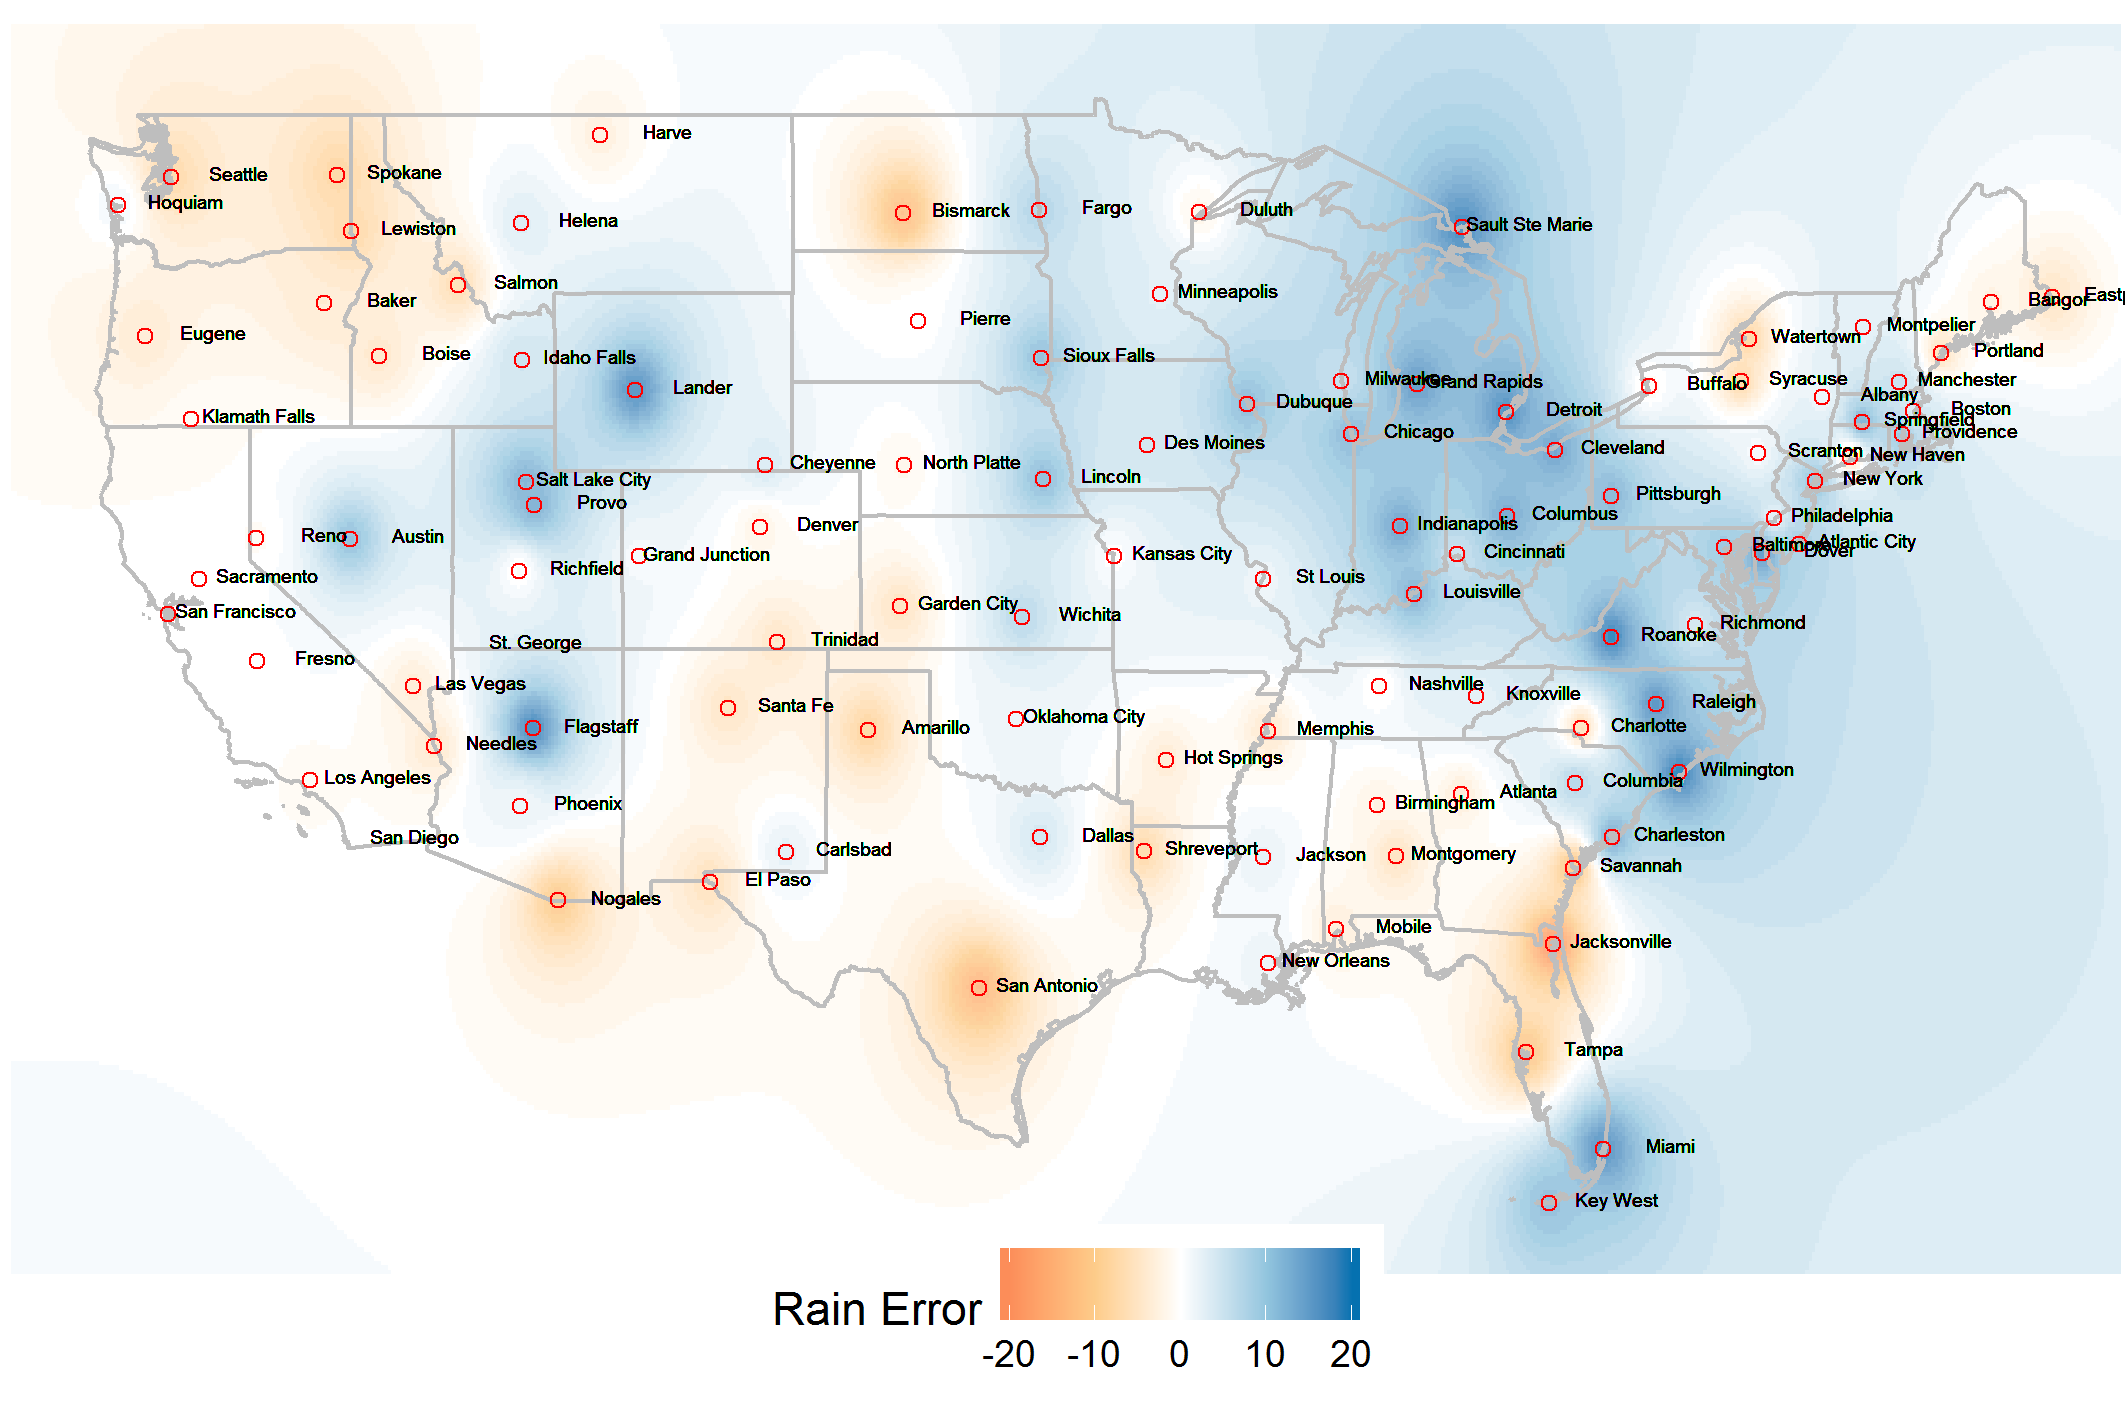 Harve
Seattle
Spokane
Hoquiam
Bismarck
Fargo
Duluth
Helena
Lewiston
Sault Ste Marie
Salmon
Minneapolis
Baker
Bangor
Eastp
Pierre
Montpelier
Eugene
Watertown
Boise
Idaho Falls
Sioux Falls
Portland
Lander
Milwaukee
Grand Rapids
Buffalo
Syracuse
Manchester
Albany
Dubuque
Detroit
Boston
Klamath Falls
Springfield
Providence
Chicago
Des Moines
Cleveland
Scranton
New Haven
Cheyenne
North Platte
Salt Lake City
Lincoln
New York
Provo
Pittsburgh
Denver
Indianapolis
Columbus
Philadelphia
Reno
Austin
Baltimore
Atlantic City
Dover
Grand Junction
Kansas City
Cincinnati
Richfield
Sacramento
St Louis
Louisville
San Francisco
Garden City
Wichita
Richmond
Roanoke
St. George
Trinidad
Fresno
Las Vegas
Nashville
Knoxville
Santa Fe
Raleigh
Oklahoma City
Flagstaff
Amarillo
Memphis
Charlotte
Needles
Hot Springs
Wilmington
Los Angeles
Columbia
Phoenix
Birmingham
Atlanta
San Diego
Dallas
Charleston
Carlsbad
Shreveport
Jackson
Montgomery
Savannah
El Paso
Nogales
Mobile
Jacksonville
New Orleans
San Antonio
Tampa
Miami
Key West
Rain Error
-20 -10 0 10 20